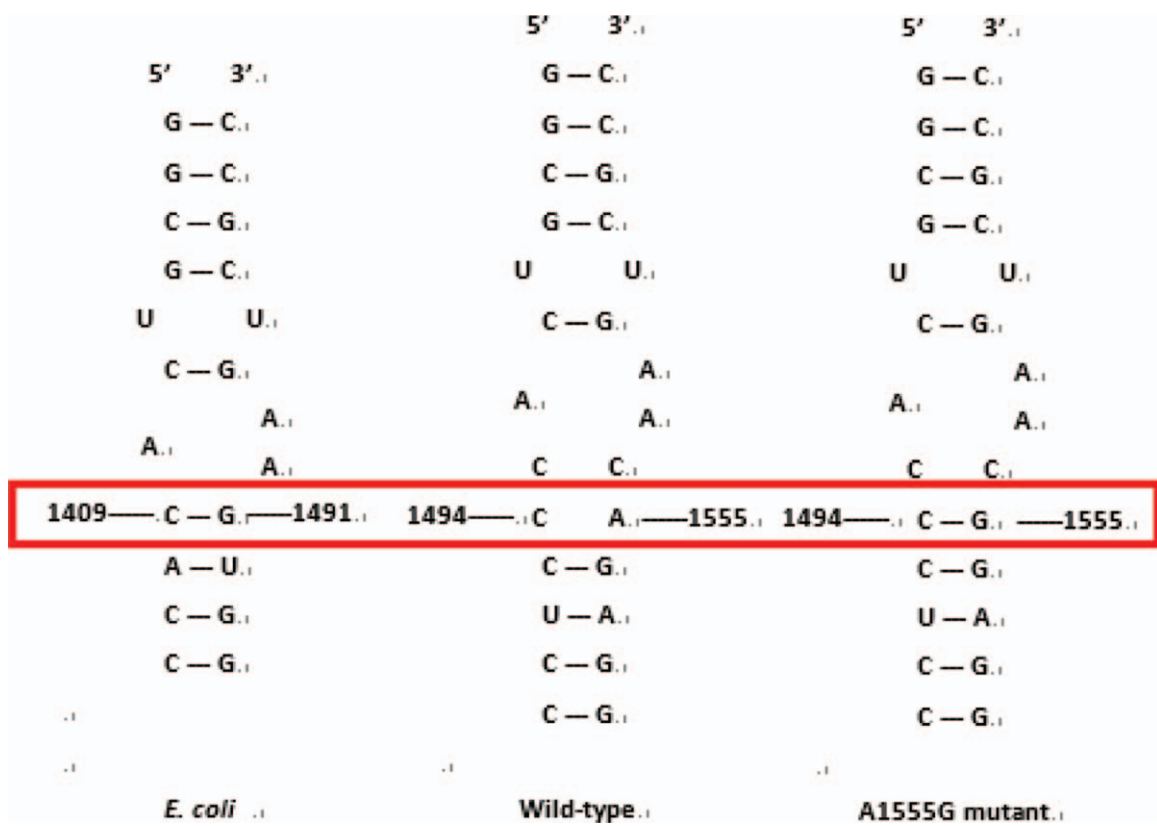 5’ 3’
G — C
G — C
C — G
G — C
U U
C — G
A
A
A
1409——C — G——1491
A — U
C — G
C — G
E. coli
5’ 3’
G — C
G — C
C — G
G — C
U U
C — G
A
A
A
C C
1494——C A——1555
C — G
U — A
C — G
C — G
Wild-type
5’ 3’
G — C
G — C
C — G
G — C
U U
C — G
A
A
A
C C
1494——C — G——1555
C — G
U — A
C — G
C — G
A1555G mutant